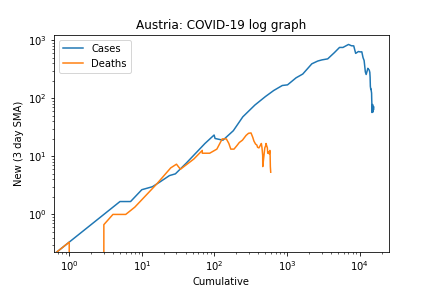 Austria: COVID-19 log graph
Cases
Deaths
New (3 day SMA)
10³
10²
10¹
10⁰
10⁰ 10¹ 10² 10³ 10⁴
Cumulative